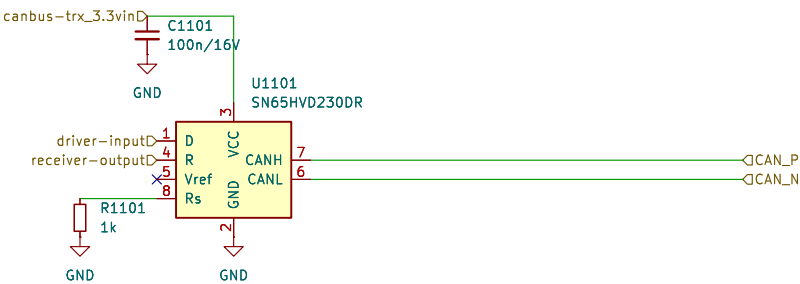 canbus-trx_3.3vin
C1101
100n/16V
GND
U1101
SN65HVD230DR
3
VCC
driver-input
1
D
receiver-output
4
R
CANH
7
CAN_P
5
Vref
CANL
6
CAN_N
8
Rs
GND
2
R1101
1k
GND
GND